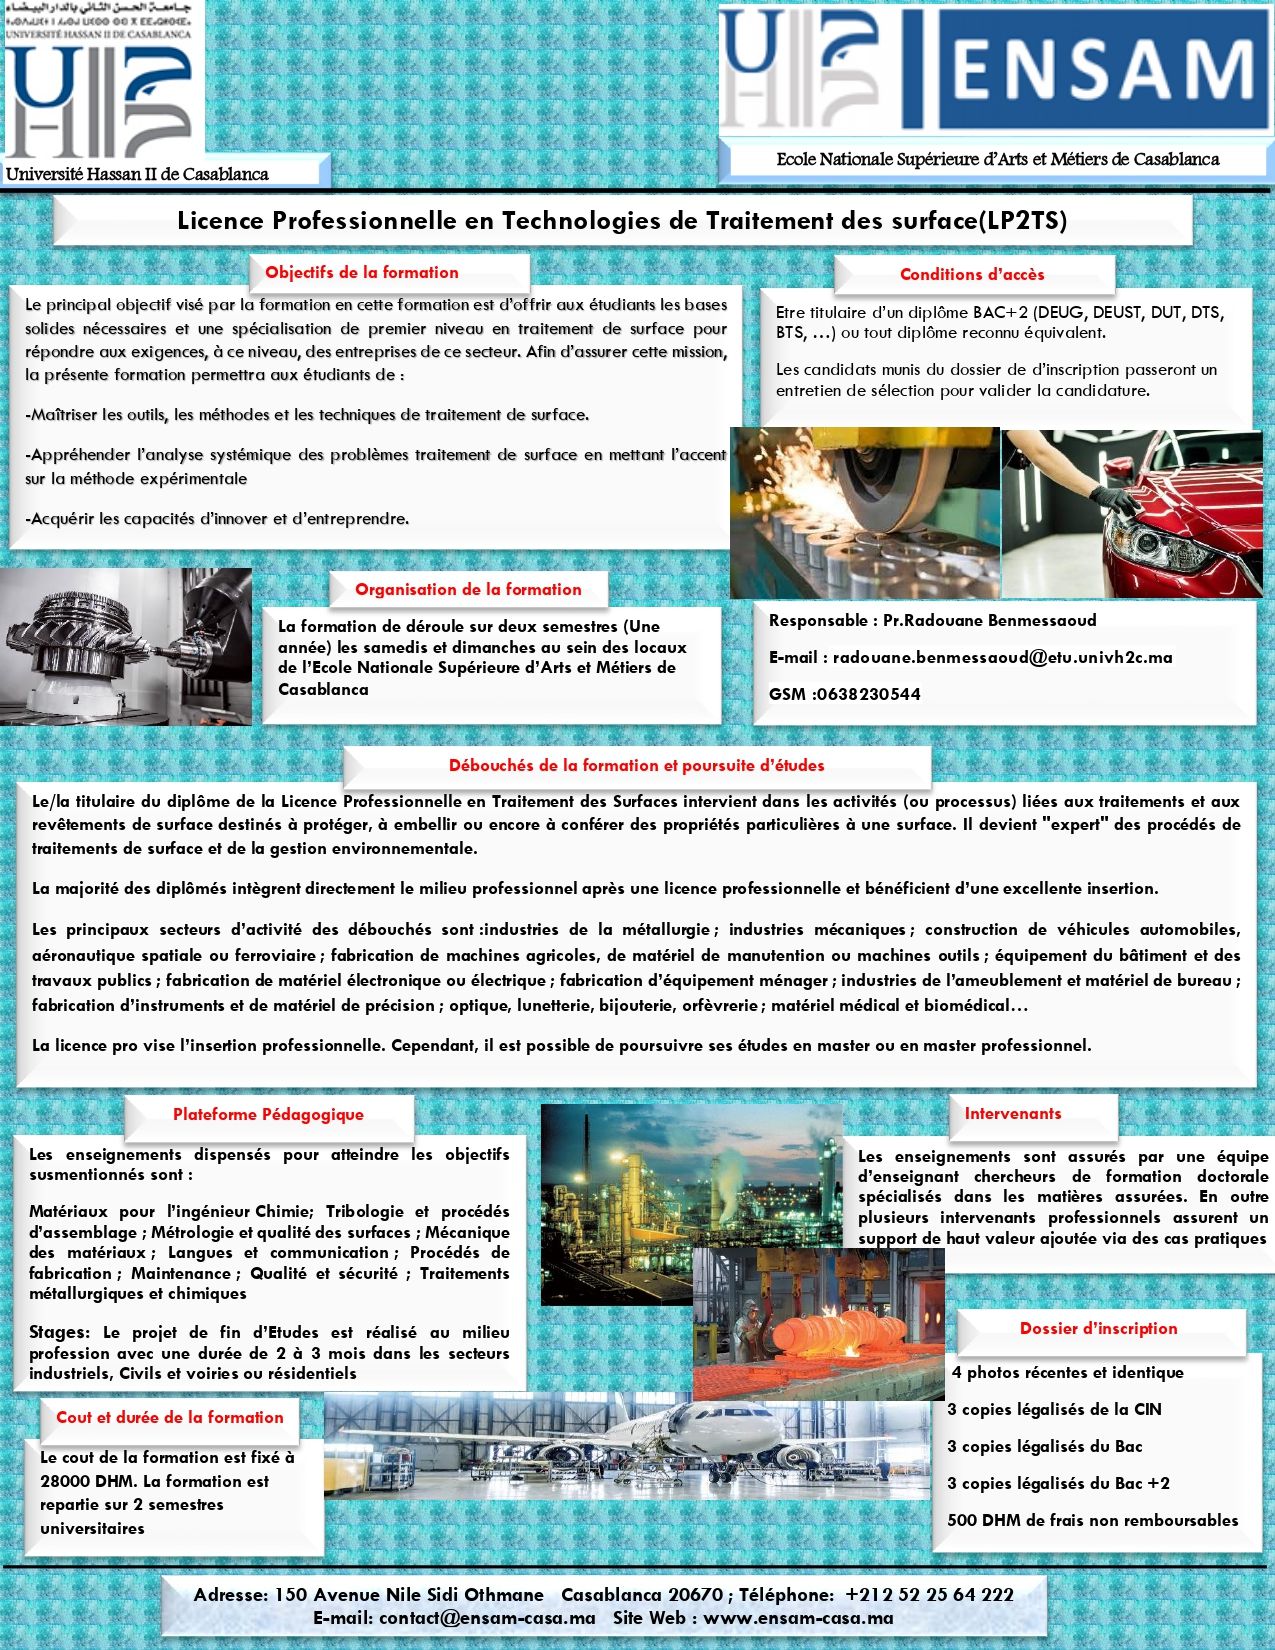 جامعة الحسن الثاني بالدار البيضاء
UNIVERSITÉ HASSAN II DE CASABLANCA
UH2C
Université Hassan II de Casablanca
ENSAM
Ecole Nationale Supérieure d’Arts et Métiers de Casablanca
Licence Professionnelle en Technologies de Traitement des surface(LP2TS)
Objectifs de la formation
Le principal objectif visé par la formation en cette formation est d’offrir aux étudiants les bases
solides nécessaires et une spécialisation de premier niveau en traitement de surface pour
répondre aux exigences, à ce niveau, des entreprises de ce secteur. Afin d’assurer cette mission,
la présente formation permettra aux étudiants de :
-Maîtriser les outils, les méthodes et les techniques de traitement de surface.
-Appréhender l’analyse systémique des problèmes traitement de surface en mettant l’accent
sur la méthode expérimentale
-Acquérir les capacités d’innover et d’entreprendre.
Conditions d’accès
Etre titulaire d’un diplôme BAC+2 (DEUG, DEUST, DUT, DTS,
BTS, …) ou tout diplôme reconnu équivalent.
Les candidats munis du dossier de d’inscription passeront un
entretien de sélection pour valider la candidature.
Organisation de la formation
La formation de déroule sur deux semestres (Une
année) les samedis et dimanches au sein des locaux
de l’Ecole Nationale Supérieure d’Arts et Métiers de
Casablanca
Responsable : Pr.Radouane Benmessaoud
E-mail : radouane.benmessaoud@etu.univh2c.ma
GSM :0638230544
Débouchés de la formation et poursuite d’études
Le/la titulaire du diplôme de la Licence Professionnelle en Traitement des Surfaces intervient dans les activités (ou processus) liées aux traitements et aux
revêtements de surface destinés à protéger, à embellir ou encore à conférer des propriétés particulières à une surface. Il devient "expert" des procédés de
traitements de surface et de la gestion environnementale.
La majorité des diplômés intègrent directement le milieu professionnel après une licence professionnelle et bénéficient d’une excellente insertion.
Les principaux secteurs d’activité des débouchés sont :industries de la métallurgie ; industries mécaniques ; construction de véhicules automobiles,
aéronautique spatiale ou ferroviaire ; fabrication de machines agricoles, de matériel de manutention ou machines outils ; équipement du bâtiment et des
travaux publics ; fabrication de matériel électronique ou électrique ; fabrication d’équipement ménager ; industries de l’ameublement et matériel de bureau ;
fabrication d’instruments et de matériel de précision ; optique, lunetterie, bijouterie, orfèvrerie ; matériel médical et biomédical…
La licence pro vise l’insertion professionnelle. Cependant, il est possible de poursuivre ses études en master ou en master professionnel.
Plateforme Pédagogique
Les enseignements dispensés pour atteindre les objectifs
susmentionnés sont :
Matériaux pour l’ingénieur Chimie; Tribologie et procédés
d’assemblage ; Métrologie et qualité des surfaces ; Mécanique
des matériaux ; Langues et communication ; Procédés de
fabrication ; Maintenance ; Qualité et sécurité ; Traitements
métallurgiques et chimiques
Stages: Le projet de fin d’Etudes est réalisé au milieu
profession avec une durée de 2 à 3 mois dans les secteurs
industriels, Civils et voiries ou résidentiels
Intervenants
Les enseignements sont assurés par une équipe
d’enseignant chercheurs de formation doctorale
spécialisés dans les matières assurées. En outre
plusieurs intervenants professionnels assurent un
support de haut valeur ajoutée via des cas pratiques
Dossier d’inscription
4 photos récentes et identique
3 copies légalisés de la CIN
3 copies légalisés du Bac
3 copies légalisés du Bac +2
500 DHM de frais non remboursables
Cout et durée de la formation
Le cout de la formation est fixé à
28000 DHM. La formation est
repartie sur 2 semestres
universitaires
Adresse: 150 Avenue Nile Sidi Othmane Casablanca 20670 ; Téléphone: +212 52 25 64 222
E-mail: contact@ensam-casa.ma Site Web : www.ensam-casa.ma